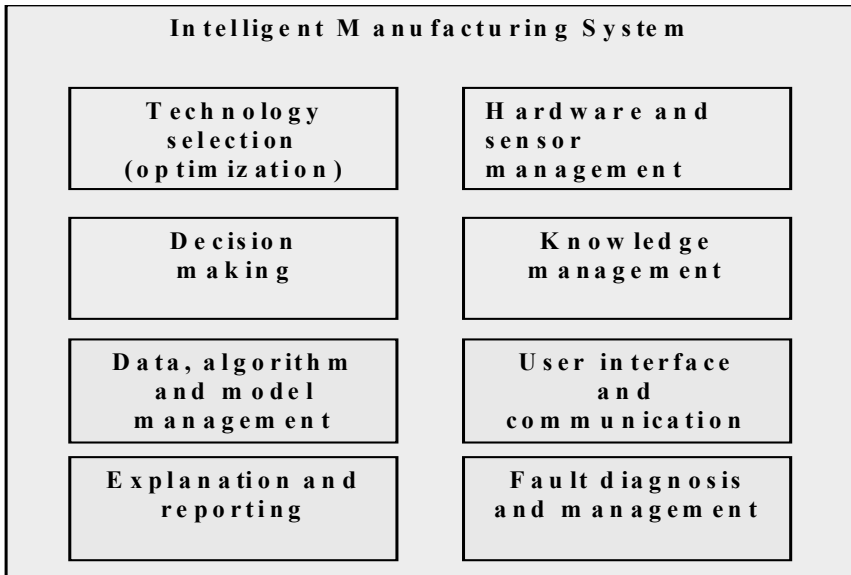 Intelligent Manufacturing System
Technology
selection
(optimization)
Hardware and
sensor
management
Decision
making
Knowledge
management
Data, algorithm
and model
management
User interface
and
communication
Explanation and
reporting
Fault diagnosis
and management